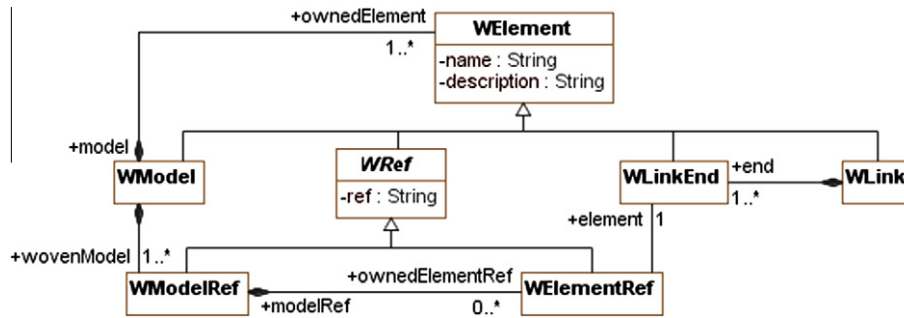 +ownedElement
WElement
1..*
-name : String
-description : String
+model
WModel
WRef
-ref : String
WLinkEnd
+end
1..*
WLink
+element
1
+wovenModel
1..*
WModelRef
+modelRef
+ownedElementRef
0..*
WElementRef